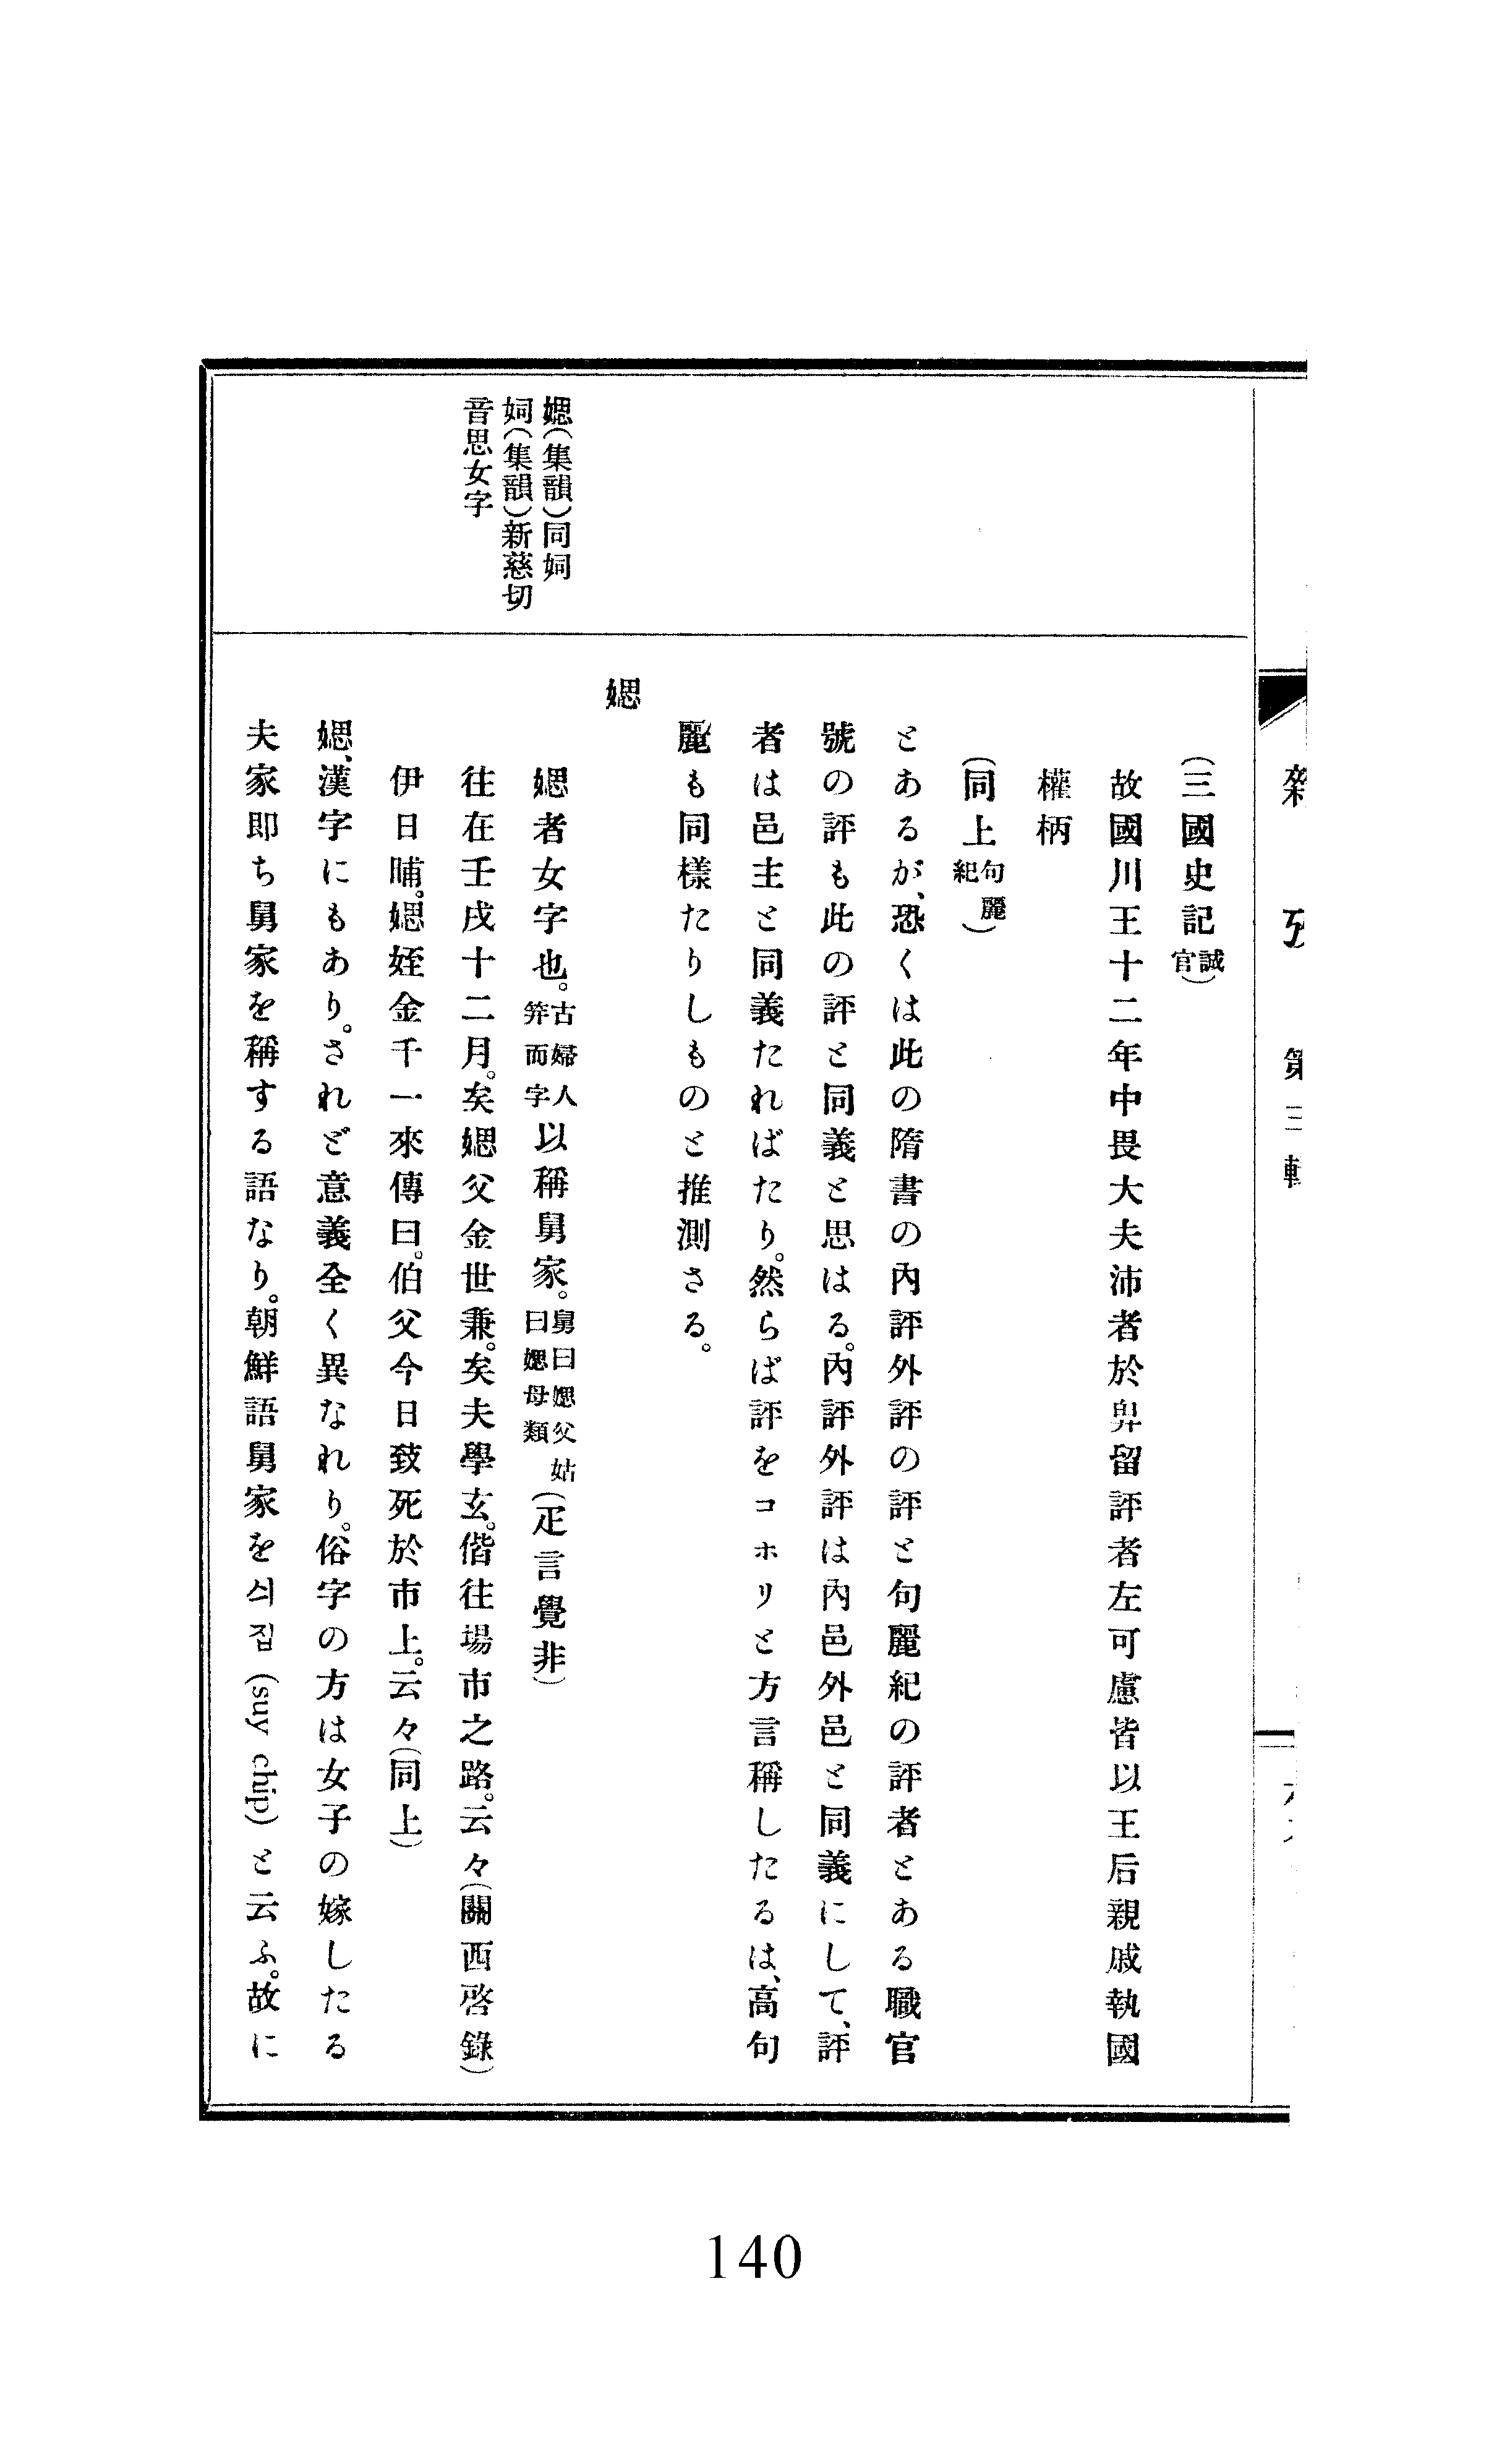 雜攷 第三輯
媤(集韻)同㚸
㚸(集韻)新慈切
音思女字
(三國史記誠官)
故國川王十二年中畏大夫沛者於畀留評者左可慮皆以王后親戚執國
權柄
(同上句麗紀)
とあるが、恐くは此の隋書の內評外評の評と句麗紀の評者とある職官
號の評も此の評と同義と思はる。內評外評は內邑外邑と同義にして、評
者は邑主と同義たればたり。然らば評をコホリと方言稱したるは、高句
麗も同樣たりしものと推測さる。
媤
媤者女字也。古婦人笄而字以稱舅家。舅曰媤父姑曰媤母類(疋言覺非)
往在壬戌十二月。矣媤父金世兼。矣夫學玄。偕往場市之路。云々(關西啓錄)
伊日晡。媤姪金千一來傳曰。伯父今日致死於市上。云々(同上)
媤、漢字にもあり。されど意義全く異なれり。俗字の方は女子の嫁したる
夫家卽ち舅家を稱する語なり。朝鮮語舅家を싀집(suy chip)と云ふ。故に
140